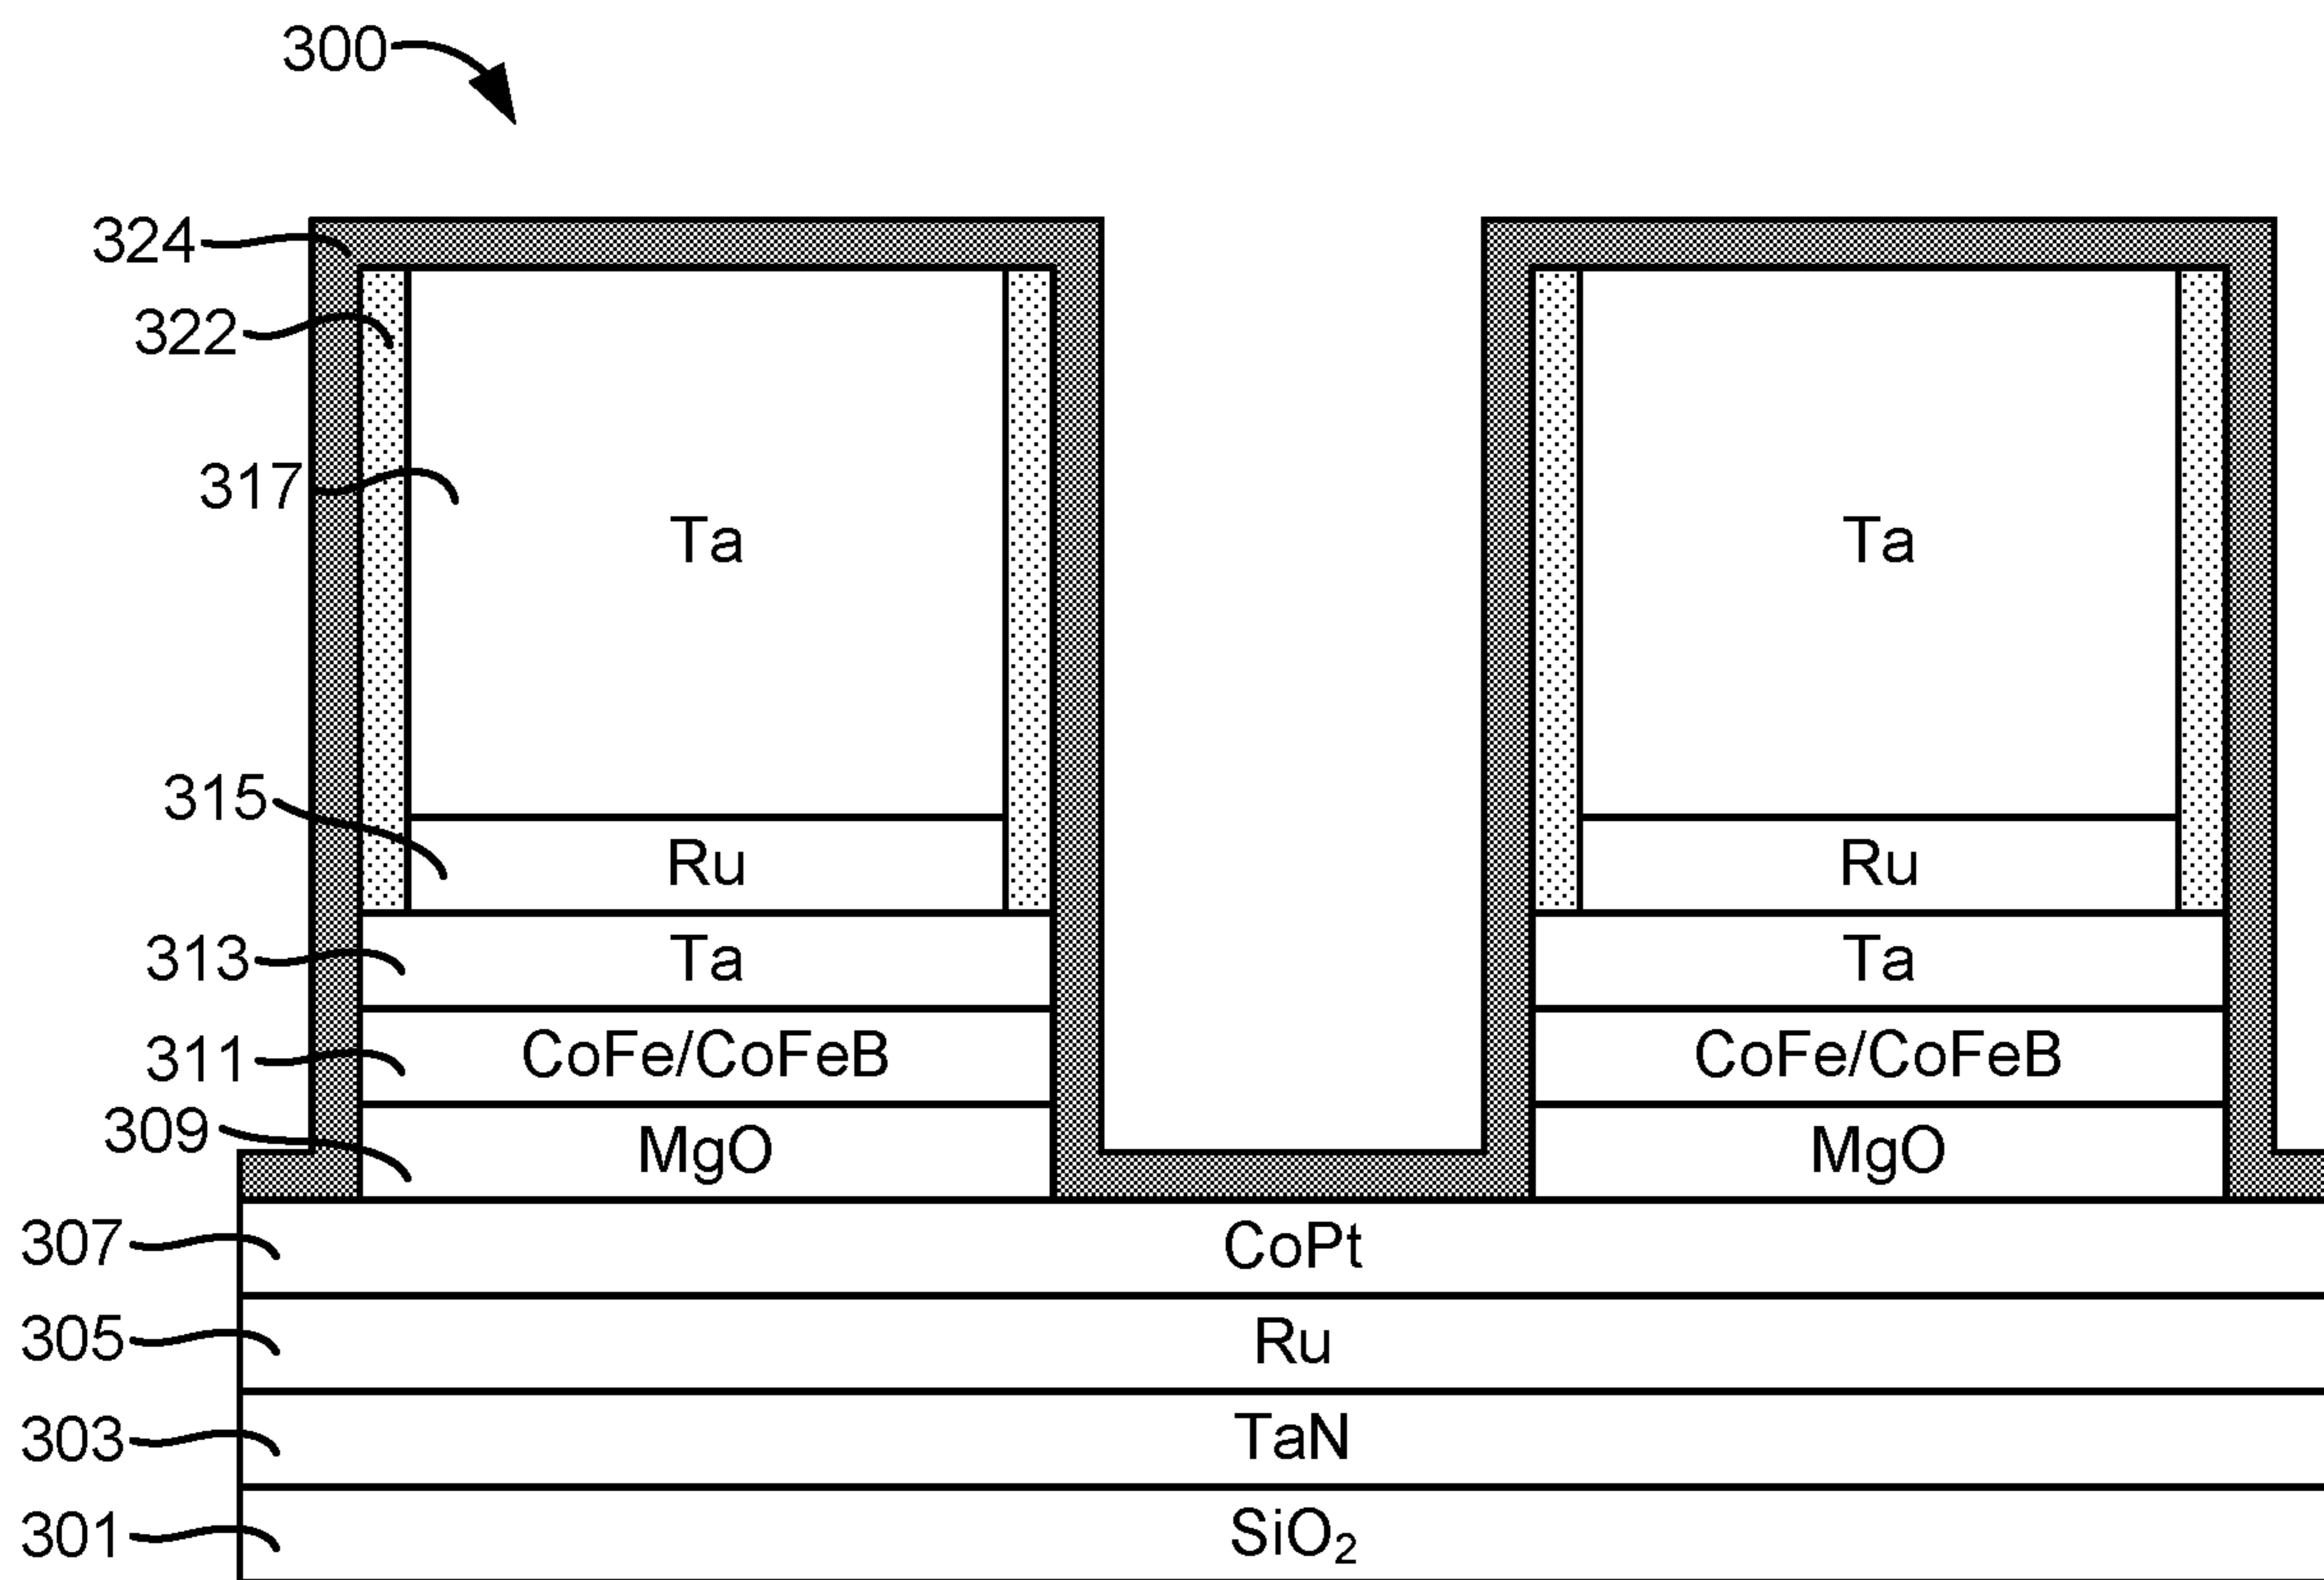 300
324
322
317 Ta Ta
315 Ru Ru
313 Ta Ta
311 CoFe/CoFeB CoFe/CoFeB
309 MgO MgO
307 CoPt
305 Ru
303 TaN
301 SiO₂